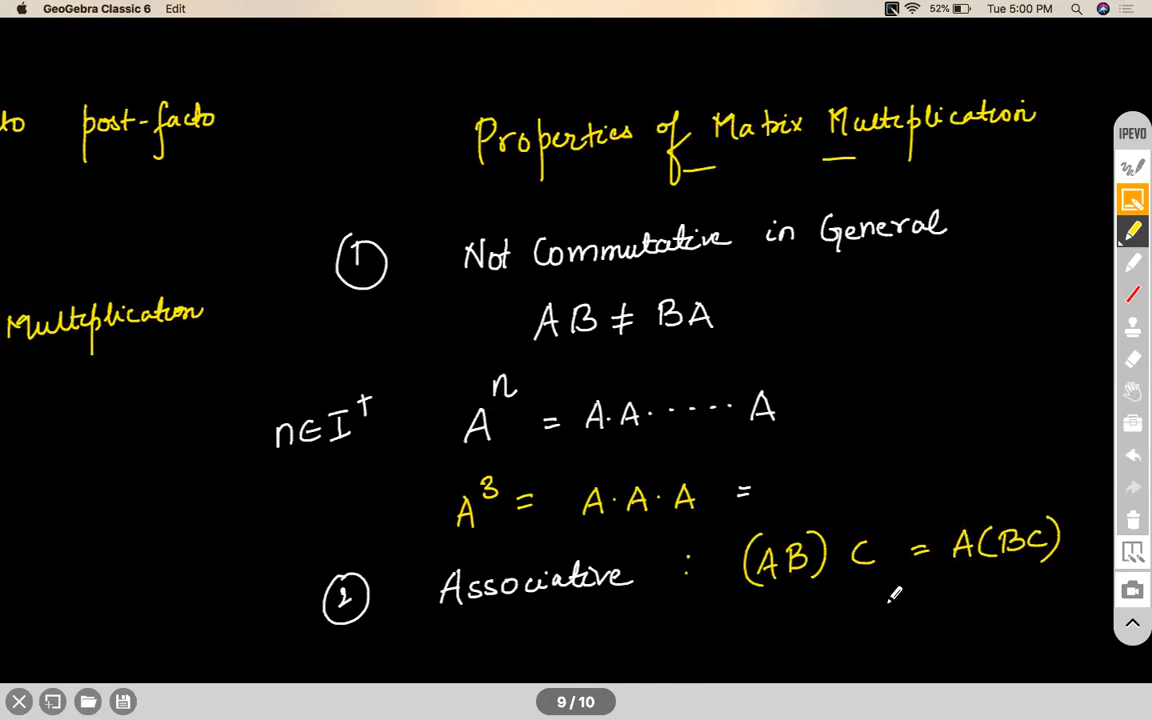 GeoGebra Classic 6 Edit 52% Tue 5:00 PM
to post-facto
Properties of Matrix Multiplication
IPEVO
1 Not Commutative in General
Multiplication
AB ≠ BA
n∈I⁺ Aⁿ = A·A·-----A
A³ = A·A·A =
2 Associative : (AB) C = A(BC)
9 / 10